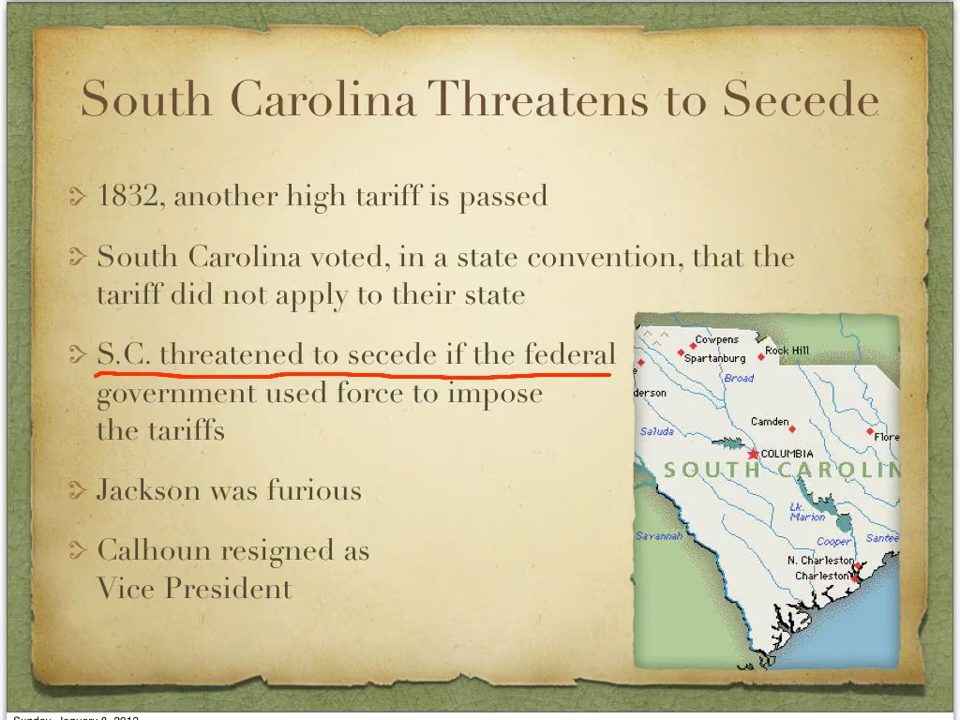 South Carolina Threatens to Secede
1832, another high tariff is passed
South Carolina voted, in a state convention, that the
tariff did not apply to their state
S.C. threatened to secede if the federal
government used force to impose
the tariffs
Jackson was furious
Calhoun resigned as
Vice President
Cowpens
Spartanburg
Rock Hill
Broad
derson
Camden
Saluda
Flore
COLUMBIA
SOUTH CAROLIN
Lk.
Marion
Savannah
Cooper
Santee
N. Charleston
Charleston